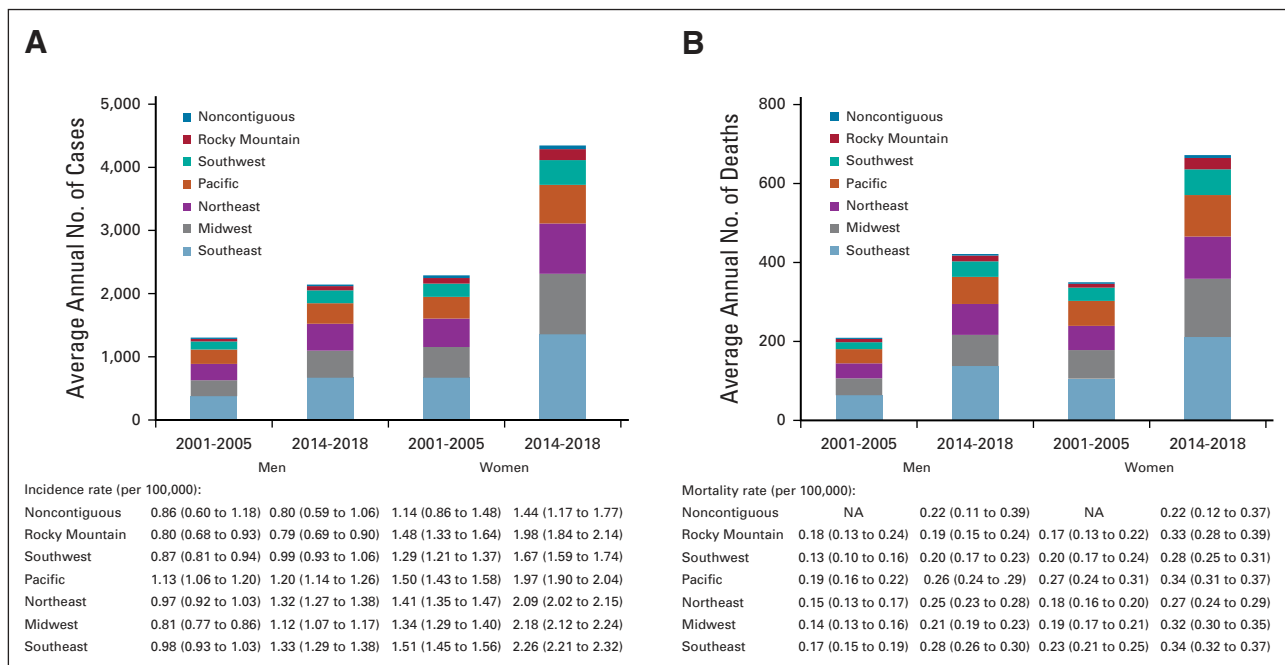 A
Average Annual No. of Cases
5,000
4,000
3,000
2,000
1,000
0
Noncontiguous
Rocky Mountain
Southwest
Pacific
Northeast
Midwest
Southeast
2001-2005 2014-2018 2001-2005 2014-2018
Men Women
Incidence rate (per 100,000):
Noncontiguous 0.86 (0.60 to 1.18) 0.80 (0.59 to 1.06) 1.14 (0.86 to 1.48) 1.44 (1.17 to 1.77)
Rocky Mountain 0.80 (0.68 to 0.93) 0.79 (0.69 to 0.90) 1.48 (1.33 to 1.64) 1.98 (1.84 to 2.14)
Southwest 0.87 (0.81 to 0.94) 0.99 (0.93 to 1.06) 1.29 (1.21 to 1.37) 1.67 (1.59 to 1.74)
Pacific 1.13 (1.06 to 1.20) 1.20 (1.14 to 1.26) 1.50 (1.43 to 1.58) 1.97 (1.90 to 2.04)
Northeast 0.97 (0.92 to 1.03) 1.32 (1.27 to 1.38) 1.41 (1.35 to 1.47) 2.09 (2.02 to 2.15)
Midwest 0.81 (0.77 to 0.86) 1.12 (1.07 to 1.17) 1.34 (1.29 to 1.40) 2.18 (2.12 to 2.24)
Southeast 0.98 (0.93 to 1.03) 1.33 (1.29 to 1.38) 1.51 (1.45 to 1.56) 2.26 (2.21 to 2.32)
B
Average Annual No. of Deaths
800
600
400
200
0
Noncontiguous
Rocky Mountain
Southwest
Pacific
Northeast
Midwest
Southeast
2001-2005 2014-2018 2001-2005 2014-2018
Men Women
Mortality rate (per 100,000):
Noncontiguous NA 0.22 (0.11 to 0.39) NA 0.22 (0.12 to 0.37)
Rocky Mountain 0.18 (0.13 to 0.24) 0.19 (0.15 to 0.24) 0.17 (0.13 to 0.22) 0.33 (0.28 to 0.39)
Southwest 0.13 (0.10 to 0.16) 0.20 (0.17 to 0.23) 0.20 (0.17 to 0.24) 0.28 (0.25 to 0.31)
Pacific 0.19 (0.16 to 0.22) 0.26 (0.24 to .29) 0.27 (0.24 to 0.31) 0.34 (0.31 to 0.37)
Northeast 0.15 (0.13 to 0.17) 0.25 (0.23 to 0.28) 0.18 (0.16 to 0.20) 0.27 (0.24 to 0.29)
Midwest 0.14 (0.13 to 0.16) 0.21 (0.19 to 0.23) 0.19 (0.17 to 0.21) 0.32 (0.30 to 0.35)
Southeast 0.17 (0.15 to 0.19) 0.28 (0.26 to 0.30) 0.23 (0.21 to 0.25) 0.34 (0.32 to 0.37)